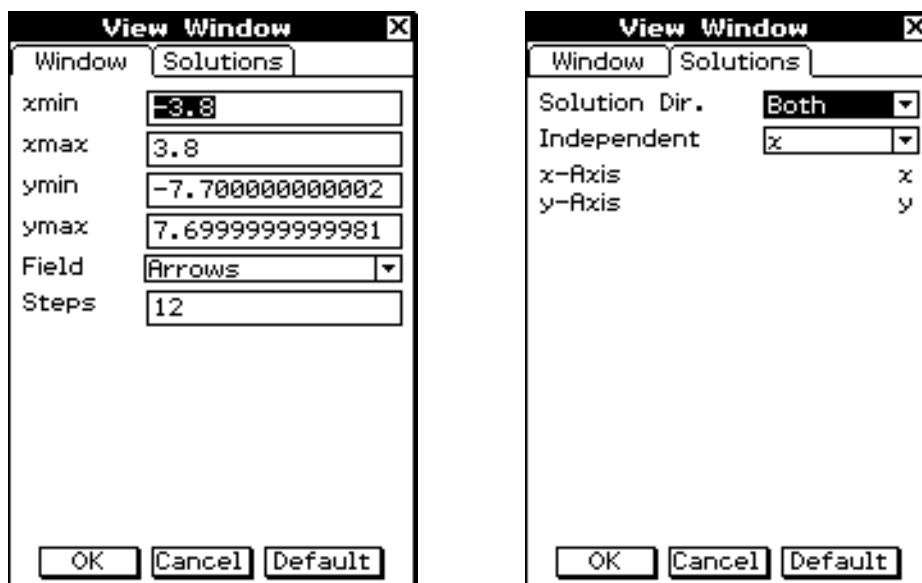 View Window X
Window Solutions
xmin -3.8
xmax 3.8
ymin -7.700000000002
ymax 7.6999999999981
Field Arrows
Steps 12
OK Cancel Default
View Window X
Window Solutions
Solution Dir. Both
Independent x
x-Axis x
y-Axis y
OK Cancel Default